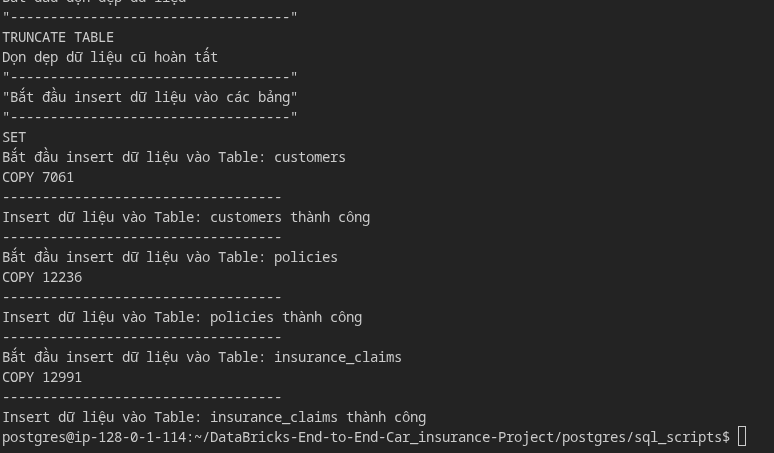 Bắt đầu dọn dẹp dữ liệu
"-----------------------------------"
TRUNCATE TABLE
Dọn dẹp dữ liệu cũ hoàn tất
"-----------------------------------"
"Bắt đầu insert dữ liệu vào các bảng"
"-----------------------------------"
SET
Bắt đầu insert dữ liệu vào Table: customers
COPY 7061
-----------------------------------
Insert dữ liệu vào Table: customers thành công
-----------------------------------
Bắt đầu insert dữ liệu vào Table: policies
COPY 12236
-----------------------------------
Insert dữ liệu vào Table: policies thành công
-----------------------------------
Bắt đầu insert dữ liệu vào Table: insurance_claims
COPY 12991
-----------------------------------
Insert dữ liệu vào Table: insurance_claims thành công
postgres@ip-128-0-1-114:~/DataBricks-End-to-End-Car_insurance-Project/postgres/sql_scripts$